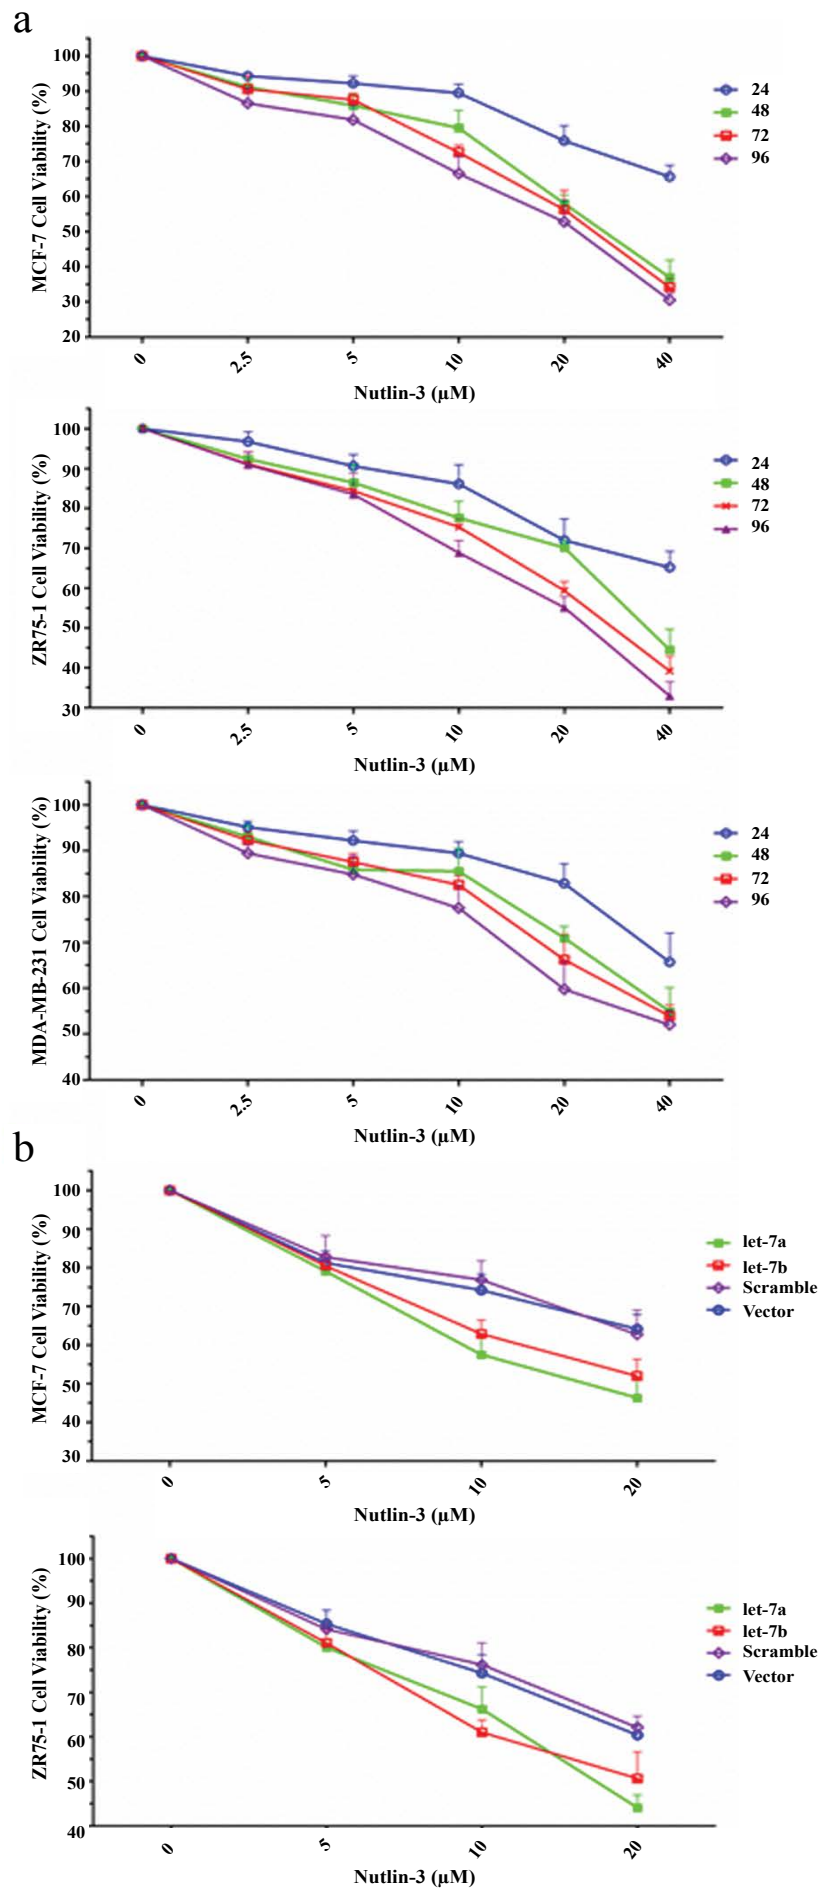 a
MCF-7 Cell Viability (%)
100
90
80
70
60
50
40
30
20
0 2.5 5 10 20 40
Nutlin-3 (µM)
24
48
72
96
ZR75-1 Cell Viability (%)
100
90
80
70
60
50
40
30
0 2.5 5 10 20 40
Nutlin-3 (µM)
24
48
72
96
MDA-MB-231 Cell Viability (%)
100
90
80
70
60
50
40
0 2.5 5 10 20 40
Nutlin-3 (µM)
24
48
72
96
b
MCF-7 Cell Viability (%)
100
90
80
70
60
50
40
30
0 5 10 20
Nutlin-3 (µM)
let-7a
let-7b
Scramble
Vector
ZR75-1 Cell Viability (%)
100
90
80
70
60
50
40
0 5 10 20
Nutlin-3 (µM)
let-7a
let-7b
Scramble
Vector